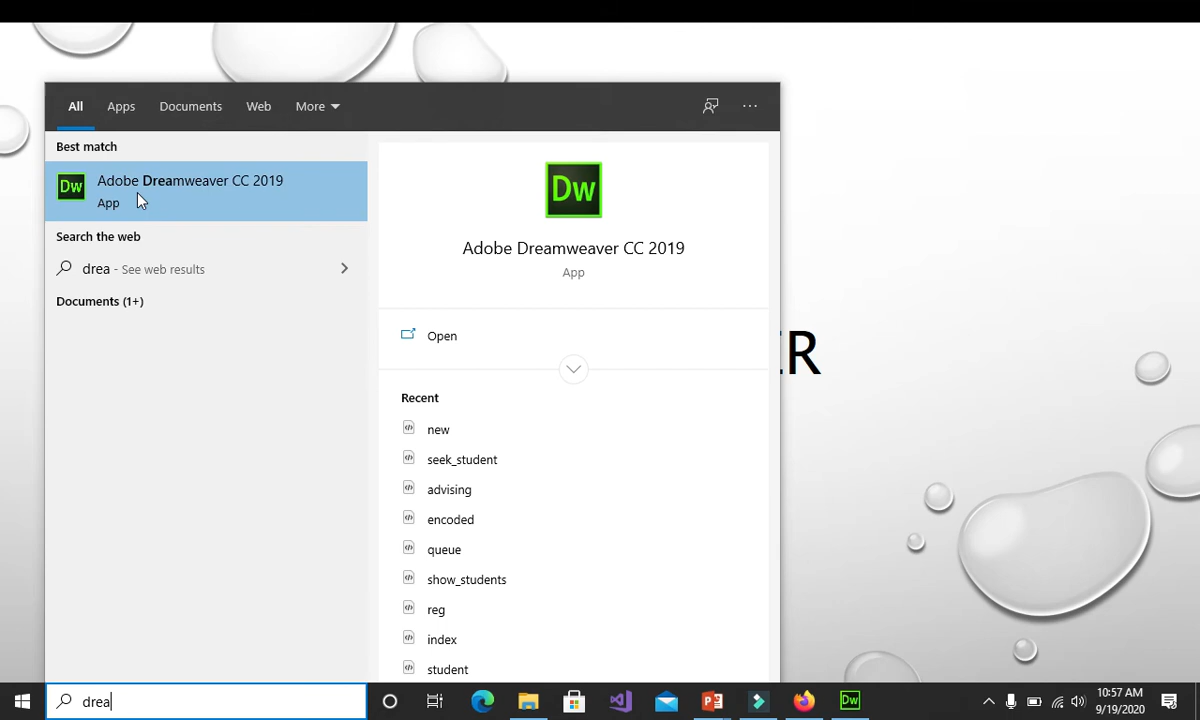 All Apps Documents Web More
Best match
Dw
Adobe Dreamweaver CC 2019
App
Search the web
drea - See web results
Documents (1+)
Dw
Adobe Dreamweaver CC 2019
App
Open
Recent
new
seek_student
advising
encoded
queue
show_students
reg
index
student
ER
drea
Dw
10:57 AM
9/19/2020